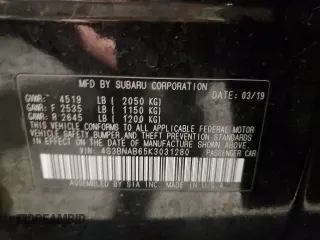 MFD BY SUBARU CORPORATION
GVWR: 4519 LB ( 2050 KG) DATE: 03/19
GAWR: F 2535 LB ( 1150 KG)
GAWR: R 2645 LB ( 1200 KG)
THIS VEHICLE CONFORMS TO ALL APPLICABLE FEDERAL MOTOR VEHICLE SAFETY, BUMPER, AND THEFT PREVENTION STANDARDS IN EFFECT ON THE DATE OF MANUFACTURE SHOWN ABOVE.
VIN: 4S3BNAB65K3031280 PASSENGER CAR
ASSEMBLED BY SIA MADE IN U.S.A